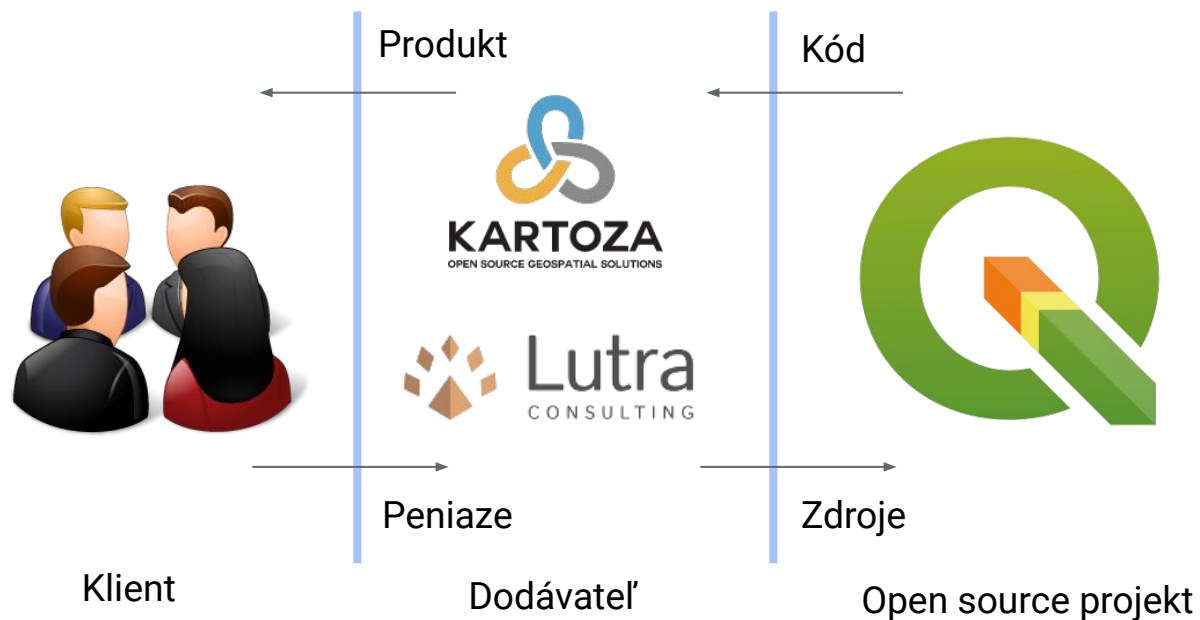 Produkt
Kód
KARTOZA
OPEN SOURCE GEOSPATIAL SOLUTIONS
Lutra
CONSULTING
Peniaze
Zdroje
Klient
Dodávateľ
Open source projekt